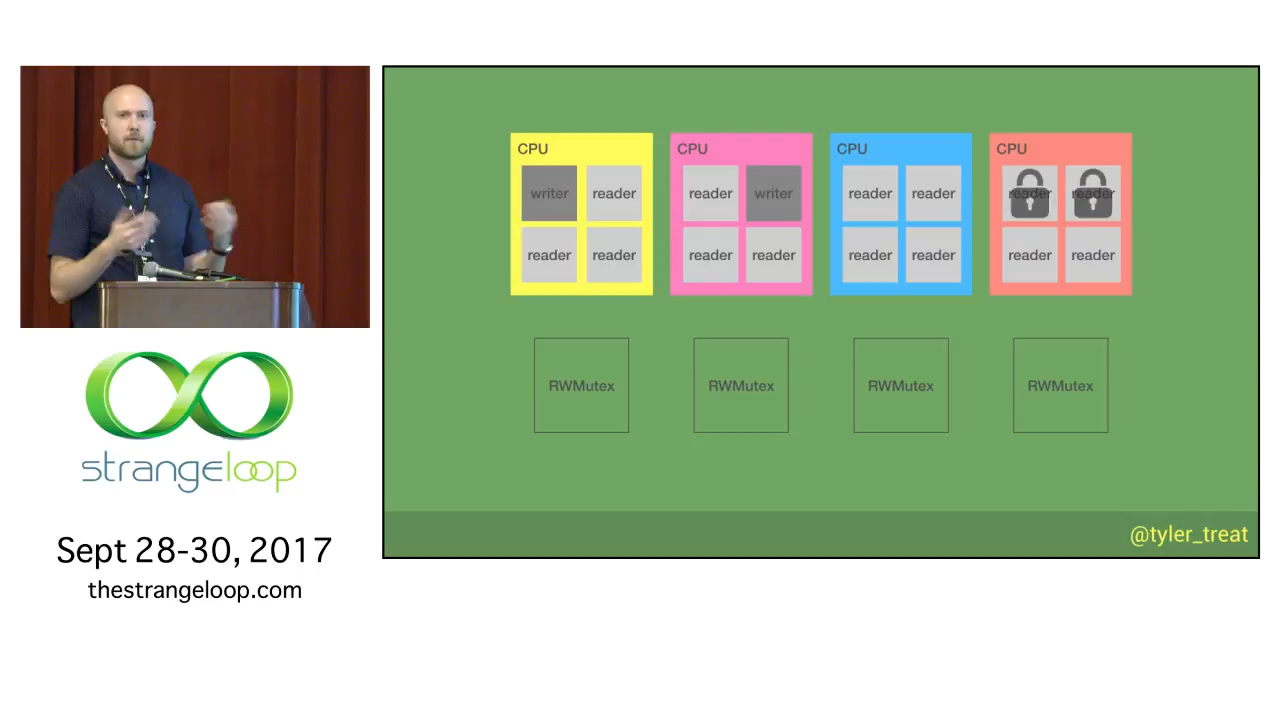 CPU CPU CPU CPU
writer reader reader writer reader reader reader reader
reader reader reader reader reader reader reader reader
RWMutex RWMutex RWMutex RWMutex
@tyler_treat
strangeloop
Sept 28-30, 2017
thestrangeloop.com